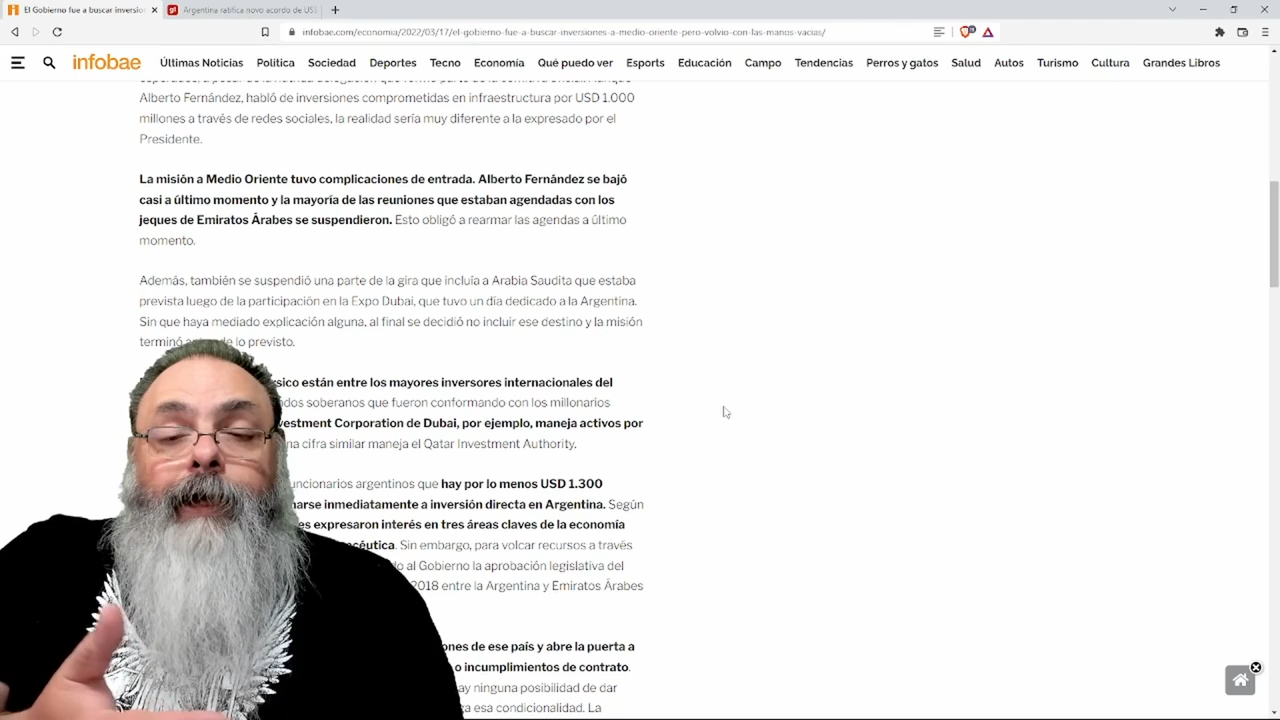 El Gobierno fue a buscar inversio
Argentina ratifica novo acordo de US
infobae.com/economia/2022/03/17/el-gobierno-fue-a-buscar-inversiones-a-medio-oriente-pero-volvio-con-las-manos-vacias/
infobae Últimas Noticias Política Sociedad Deportes Tecno Economía Qué puedo ver Esports Educación Campo Tendencias Perros y gatos Salud Autos Turismo Cultura Grandes Libros
Alberto Fernández, habló de inversiones comprometidas en infraestructura por USD 1.000
millones a través de redes sociales, la realidad sería muy diferente a la expresado por el
Presidente.
La misión a Medio Oriente tuvo complicaciones de entrada. Alberto Fernández se bajó
casi a último momento y la mayoría de las reuniones que estaban agendadas con los
jeques de Emiratos Árabes se suspendieron. Esto obligó a rearmar las agendas a último
momento.
Además, también se suspendió una parte de la gira que incluía a Arabia Saudita que estaba
prevista luego de la participación en la Expo Dubai, que tuvo un día dedicado a la Argentina.
Sin que haya mediado explicación alguna, al final se decidió no incluir ese destino y la misión
terminó de lo previsto.
rsico están entre los mayores inversores internacionales del
ndos soberanos que fueron conformando con los millonarios
vestment Corporation de Dubai, por ejemplo, maneja activos por
na cifra similar maneja el Qatar Investment Authority.
uncionarios argentinos que hay por lo menos USD 1.300
narse inmediatamente a inversión directa en Argentina. Según
es expresaron interés en tres áreas claves de la economía
céutica. Sin embargo, para volcar recursos a través
do al Gobierno la aprobación legislativa del
2018 entre la Argentina y Emiratos Árabes
ones de ese país y abre la puerta a
o incumplimientos de contrato.
ay ninguna posibilidad de dar
za esa condicionalidad. La